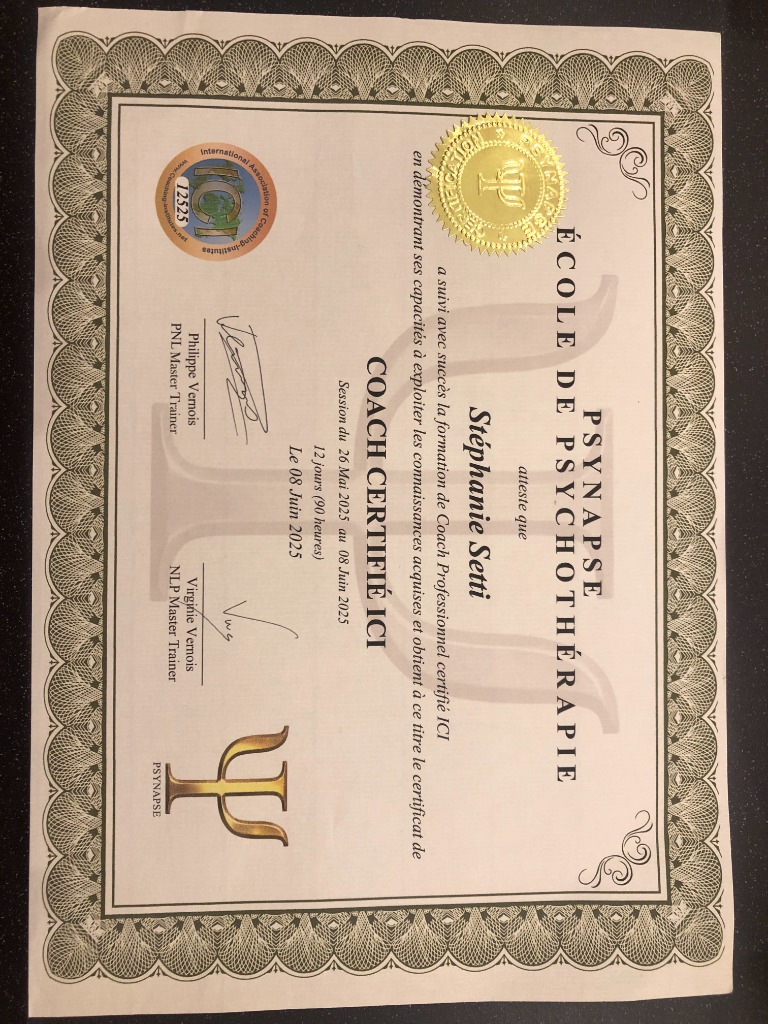 PSYNAPSE
ÉCOLE DE PSYCHOTHÉRAPIE
PSYNAPSE
CERTIFICATION
atteste que
Stéphanie Setti
a suivi avec succès la formation de Coach Professionnel certifié ICI
en démontrant ses capacités à exploiter les connaissances acquises et obtient à ce titre le certificat de
COACH CERTIFIÉ ICI
Session du 26 Mai 2025 au 08 Juin 2025
12 jours (90 heures)
Le 08 Juin 2025
International Association of Coaching-Institutes
ICI
12525
Philippe Vernois
PNL Master Trainer
Virginie Vernois
NLP Master Trainer
PSYNAPSE